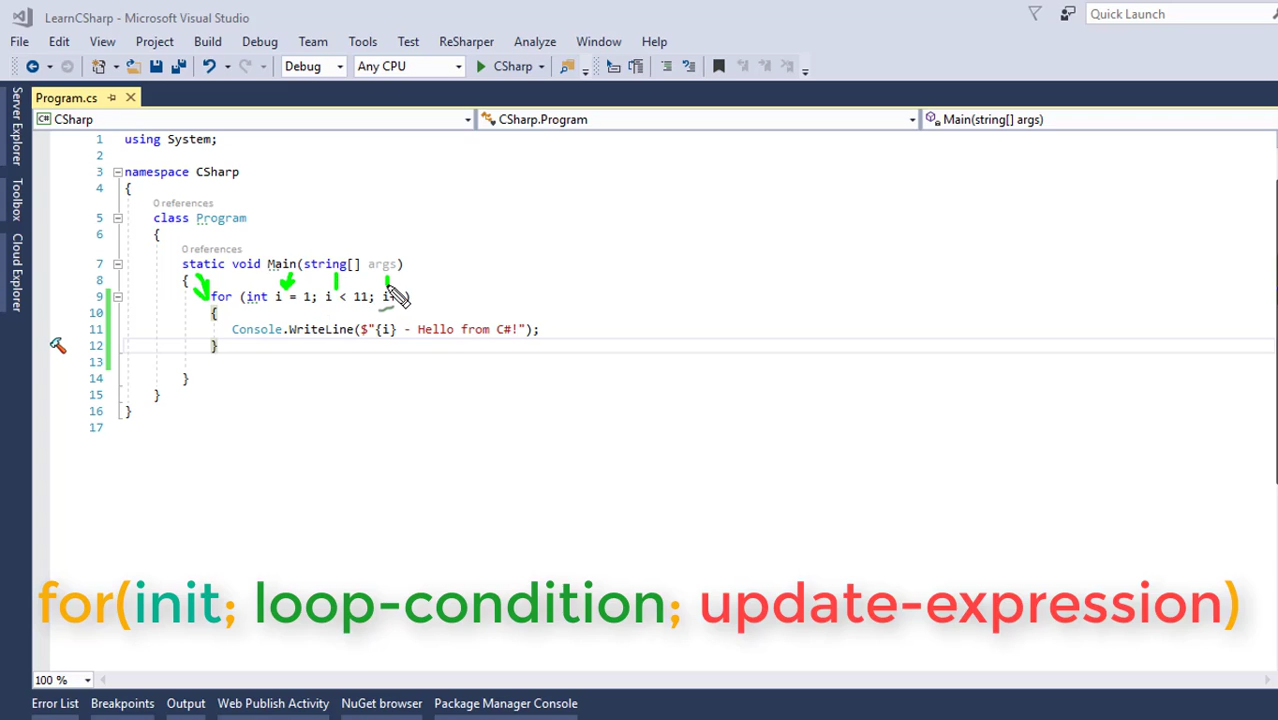 LearnCSharp - Microsoft Visual Studio
Quick Launch
File Edit View Project Build Debug Team Tools Test ReSharper Analyze Window Help
Debug Any CPU CSharp
Program.cs
CSharp CSharp.Program Main(string[] args)
Server Explorer
Toolbox
Cloud Explorer
1 using System;
2
3 namespace CSharp
4 {
0 references
5 class Program
6 {
0 references
7 static void Main(string[] args)
8 {
9 for (int i = 1; i < 11; i+ )
10 {
11 Console.WriteLine($"{i} - Hello from C#!");
12 }
13
14 }
15 }
16 }
17
for(init; loop-condition; update-expression)
100 %
Error List Breakpoints Output Web Publish Activity NuGet browser Package Manager Console